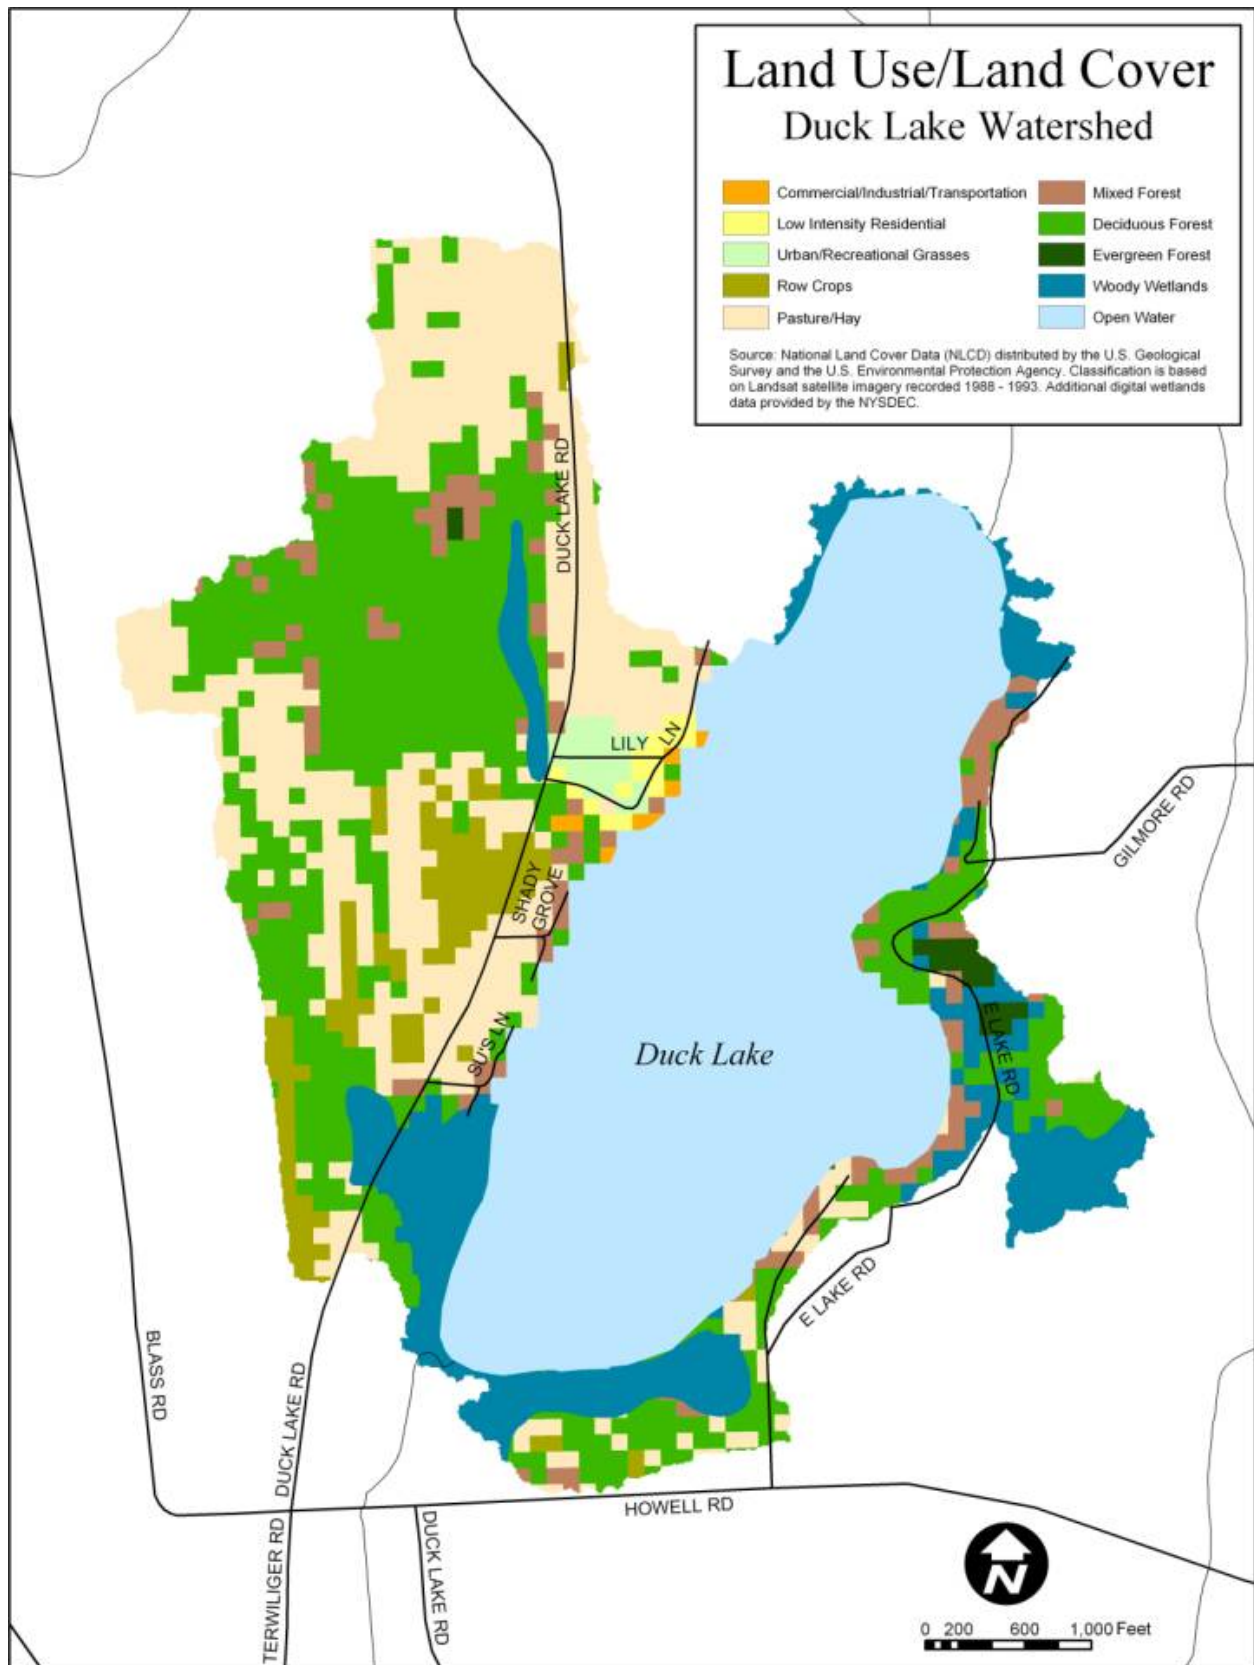 Land Use/Land Cover
Duck Lake Watershed
Commercial/Industrial/Transportation
Low Intensity Residential
Urban/Recreational Grasses
Row Crops
Pasture/Hay
Mixed Forest
Deciduous Forest
Evergreen Forest
Woody Wetlands
Open Water
Source: National Land Cover Data (NLCD) distributed by the U.S. Geological
Survey and the U.S. Environmental Protection Agency. Classification is based
on Landsat satellite imagery recorded 1988 - 1993. Additional digital wetlands
data provided by the NYSDEC.
DUCK LAKE RD
LILY LN
GILMORE RD
SHADY
GROVE
SU'S LN
Duck Lake
E LAKE RD
E LAKE RD
BLASS RD
DUCK LAKE RD
HOWELL RD
TERWILIGER RD
DUCK LAKE RD
N
0 200 600 1,000 Feet